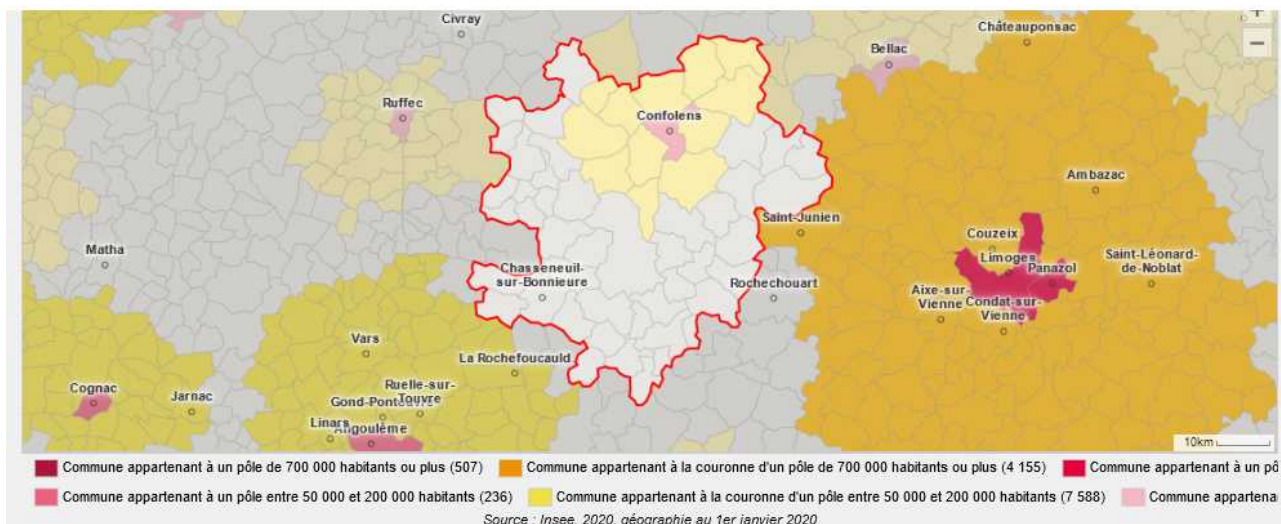 Civray
Châteauponsac
+
−
Bellac
Ruffec
Confolens
Ambazac
Saint-Junien
Matha
Couzeix
Limoges
Saint-Léonard-
de-Noblat
Chasseneuil-
sur-Bonnieure
Rochechouart
Panazol
Aixe-sur-
Vienne
Condat-sur-
Vienne
Vars
La Rochefoucauld
Cognac
Jarnac
Ruelle-sur-
Touvre
Gond-Pontouvre
Linars
Angoulême
10km
Commune appartenant à un pôle de 700 000 habitants ou plus (507)
Commune appartenant à la couronne d'un pôle de 700 000 habitants ou plus (4 155)
Commune appartenant à un pô
Commune appartenant à un pôle entre 50 000 et 200 000 habitants (236)
Commune appartenant à la couronne d'un pôle entre 50 000 et 200 000 habitants (7 588)
Commune appartena
Source : Insee, 2020, géographie au 1er janvier 2020